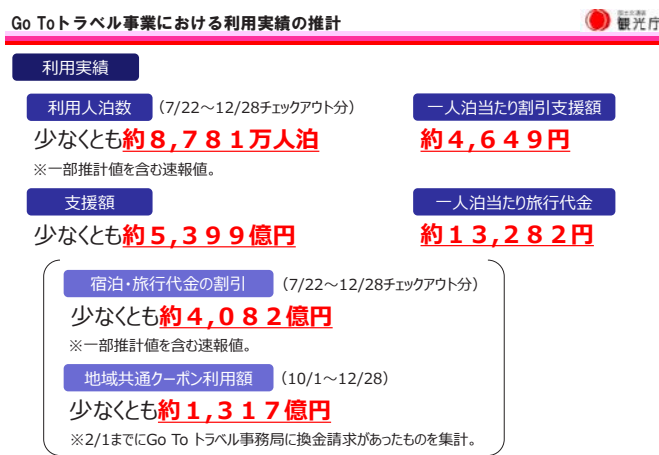 Go Toトラベル事業における利用実績の推計
国土交通省
観光庁
利用実績
利用人泊数 (7/22～12/28チェックアウト分)
少なくとも約8,781万人泊
※一部推計値を含む速報値。
一人泊当たり割引支援額
約4,649円
支援額
少なくとも約5,399億円
一人泊当たり旅行代金
約13,282円
宿泊・旅行代金の割引 (7/22～12/28チェックアウト分)
少なくとも約4,082億円
※一部推計値を含む速報値。
地域共通クーポン利用額 (10/1～12/28)
少なくとも約1,317億円
※2/1までにGo To トラベル事務局に換金請求があったものを集計。